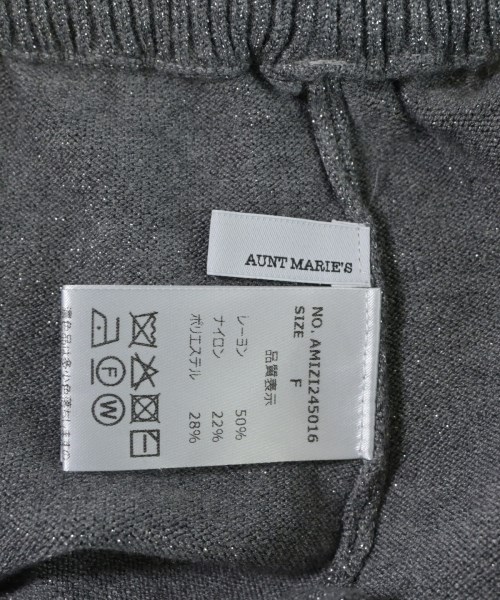 AUNT MARIE'S
NO. AMIZI245016
SIZE F
品質表示
レーヨン 50%
ナイロン 22%
ポリエステル 28%
F W